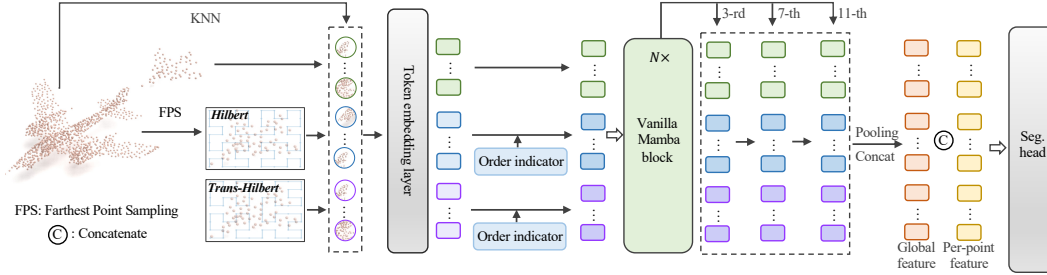 KNN
FPS
Hilbert
Trans-Hilbert
FPS: Farthest Point Sampling
C : Concatenate
Token embedding layer
Order indicator
Order indicator
N×
Vanilla
Mamba
block
3-rd
7-th
11-th
Pooling
Concat
C
Global
feature
Per-point
feature
Seg.
head